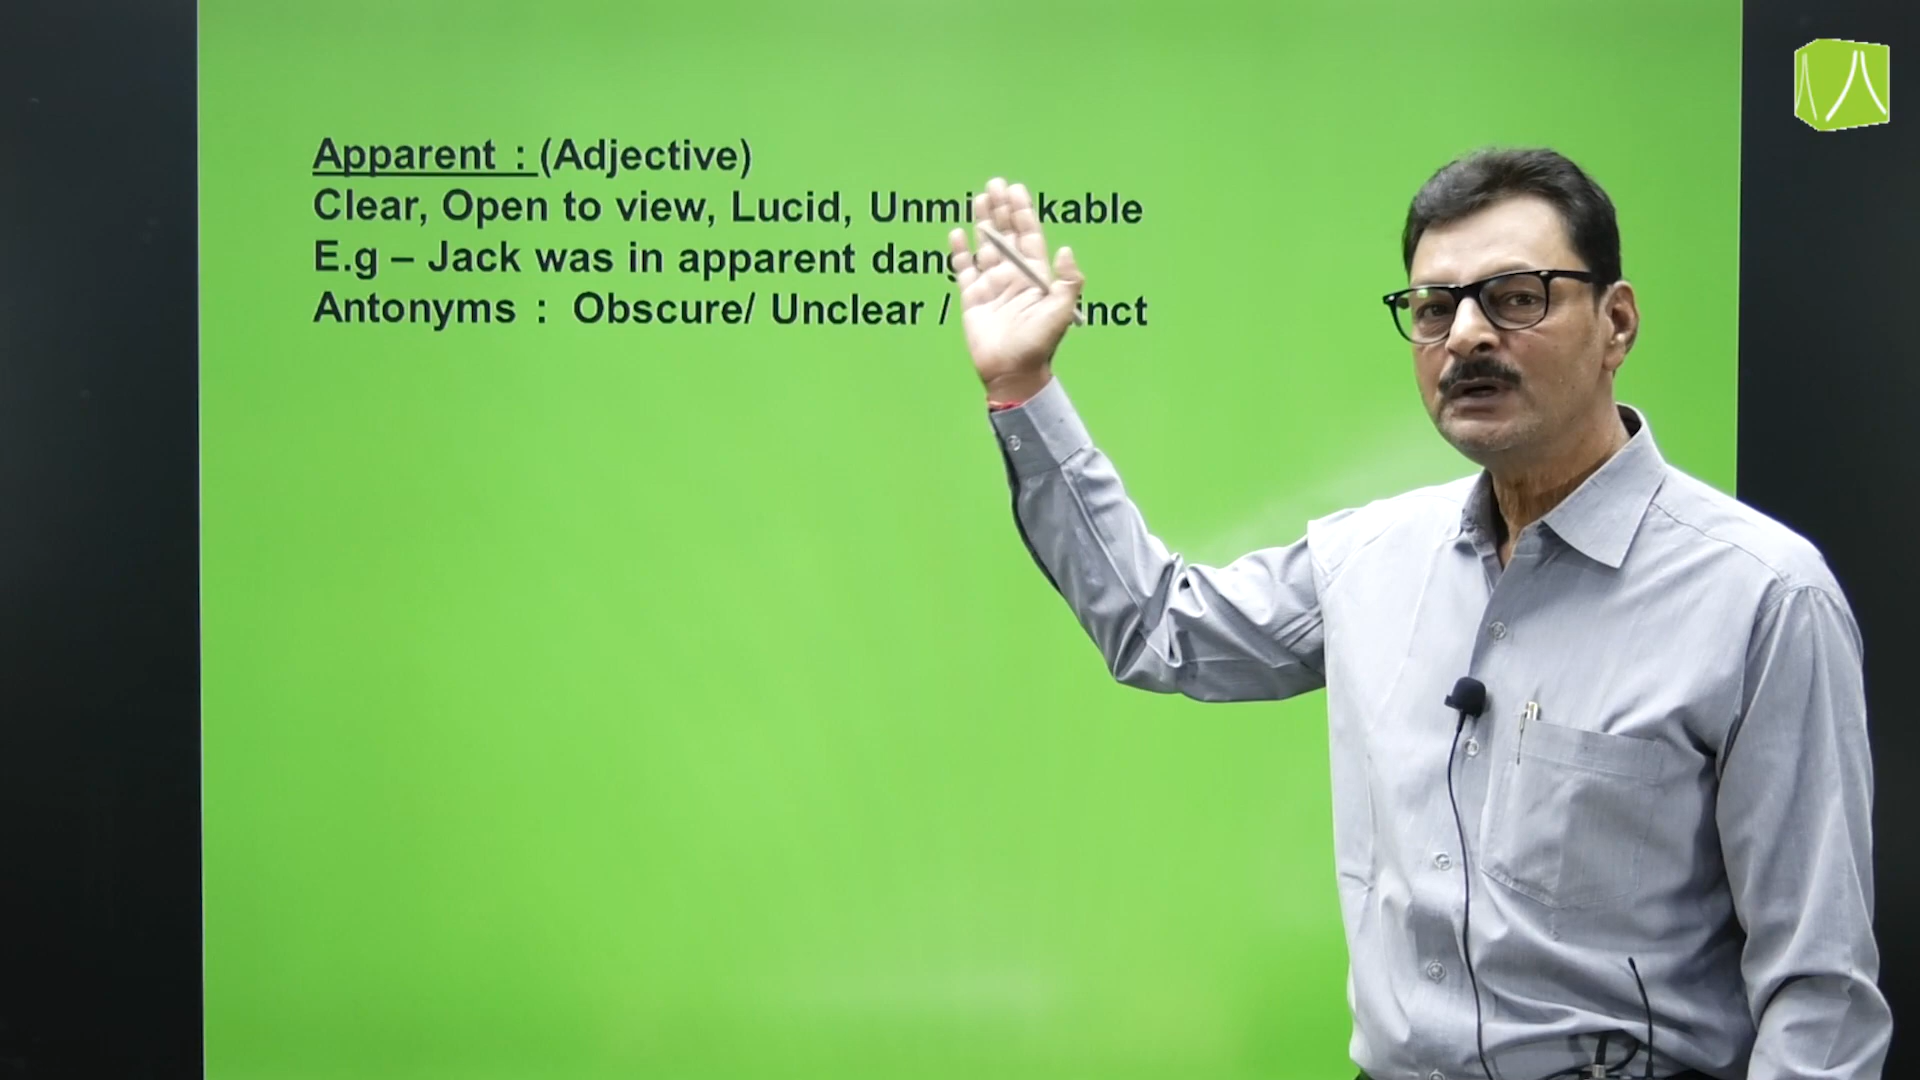 Apparent : (Adjective)
Clear, Open to view, Lucid,
E.g – Jack was in apparent
Antonyms : Obscure/ Unclear /